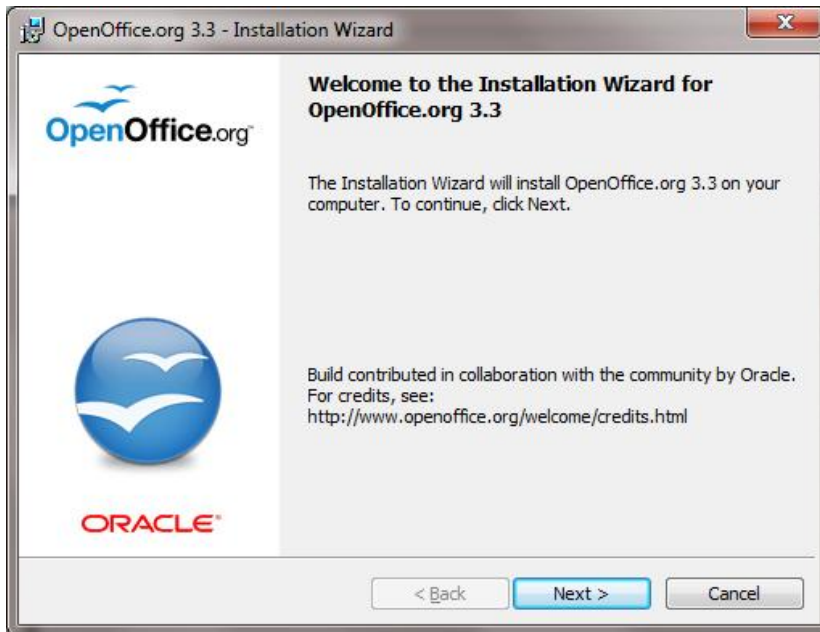 OpenOffice.org 3.3 - Installation Wizard
OpenOffice.org™
Welcome to the Installation Wizard for
OpenOffice.org 3.3
The Installation Wizard will install OpenOffice.org 3.3 on your
computer. To continue, click Next.
Build contributed in collaboration with the community by Oracle.
For credits, see:
http://www.openoffice.org/welcome/credits.html
ORACLE®
< Back
Next >
Cancel